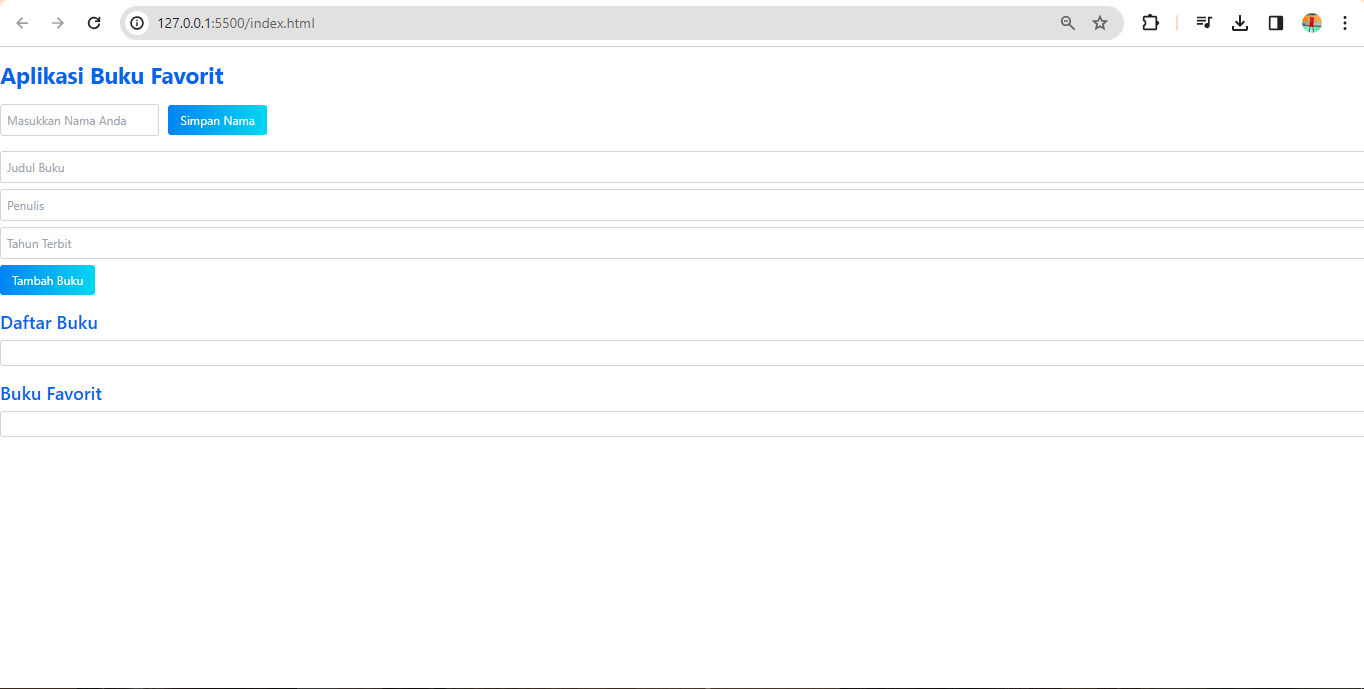 127.0.0.1:5500/index.html
Aplikasi Buku Favorit
Masukkan Nama Anda Simpan Nama
Judul Buku
Penulis
Tahun Terbit
Tambah Buku
Daftar Buku
Buku Favorit